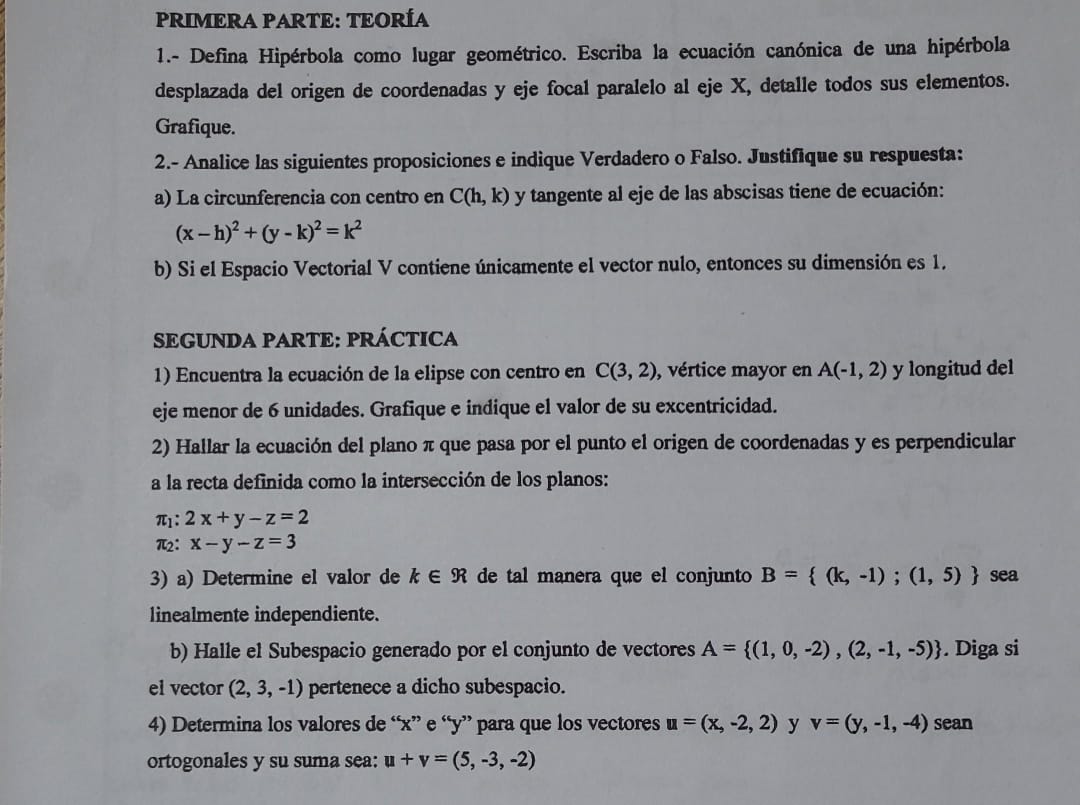 PRIMERA PARTE: TEORÍA
1.- Defina Hipérbola como lugar geométrico. Escriba la ecuación canónica de una hipérbola
desplazada del origen de coordenadas y eje focal paralelo al eje X, detalle todos sus elementos.
Grafique.
2.- Analice las siguientes proposiciones e indique Verdadero o Falso. Justifique su respuesta:
a) La circunferencia con centro en C(h, k) y tangente al eje de las abscisas tiene de ecuación:
(x – h)² + (y - k)² = k²
b) Si el Espacio Vectorial V contiene únicamente el vector nulo, entonces su dimensión es 1.
SEGUNDA PARTE: PRÁCTICA
1) Encuentra la ecuación de la elipse con centro en C(3, 2), vértice mayor en A(-1, 2) y longitud del
eje menor de 6 unidades. Grafique e indique el valor de su excentricidad.
2) Hallar la ecuación del plano π que pasa por el punto el origen de coordenadas y es perpendicular
a la recta definida como la intersección de los planos:
π₁: 2 x + y – z = 2
π₂: x – y – z = 3
3) a) Determine el valor de k ∈ ℜ de tal manera que el conjunto B = { (k, -1) ; (1, 5) } sea
linealmente independiente.
b) Halle el Subespacio generado por el conjunto de vectores A = {(1, 0, -2) , (2, -1, -5)}. Diga si
el vector (2, 3, -1) pertenece a dicho subespacio.
4) Determina los valores de “x” e “y” para que los vectores u = (x, -2, 2) y v = (y, -1, -4) sean
ortogonales y su suma sea: u + v = (5, -3, -2)